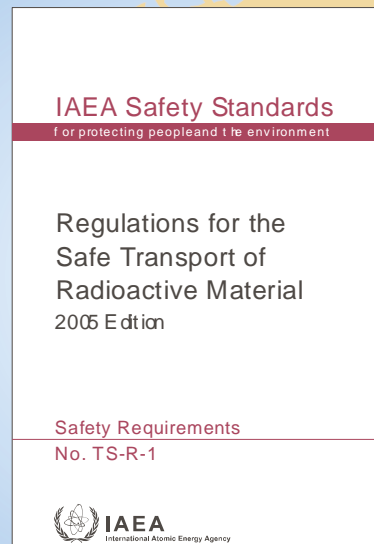 IAEA Safety Standards
for protecting people and the environment
Regulations for the
Safe Transport of
Radioactive Material
2005 Edition
Safety Requirements
No. TS-R-1
IAEA
International Atomic Energy Agency